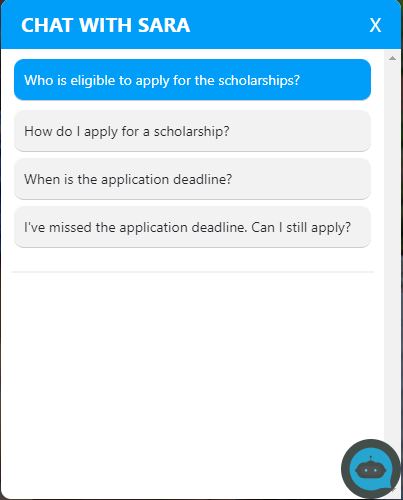 CHAT WITH SARA X
Who is eligible to apply for the scholarships?
How do I apply for a scholarship?
When is the application deadline?
I've missed the application deadline. Can I still apply?